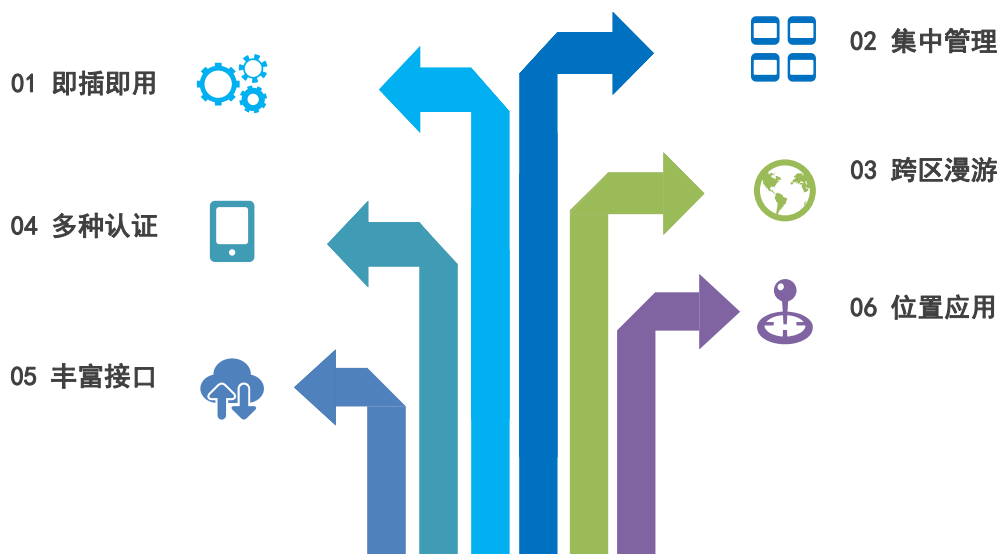 01 即插即用
02 集中管理
03 跨区漫游
04 多种认证
05 丰富接口
06 位置应用